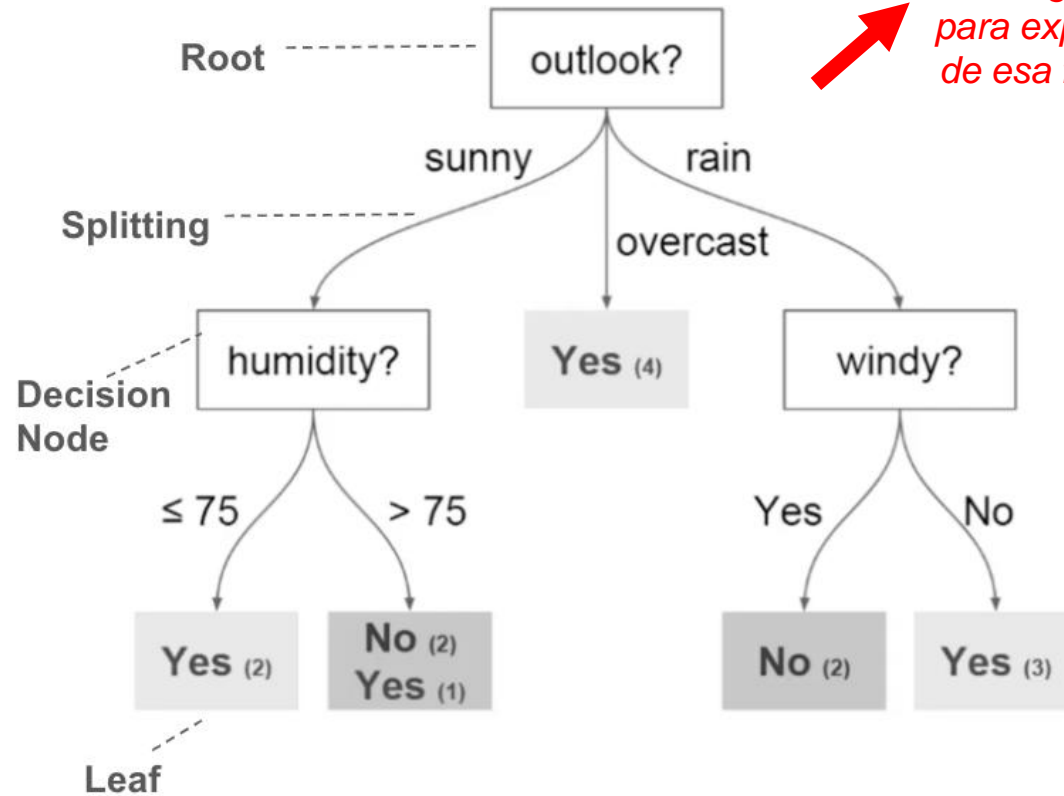 para
de esa
Root
outlook?
sunny
rain
Splitting
overcast
humidity?
Yes (4)
windy?
Decision
Node
≤ 75
> 75
Yes
No
Yes (2)
No (2)
Yes (1)
No (2)
Yes (3)
Leaf